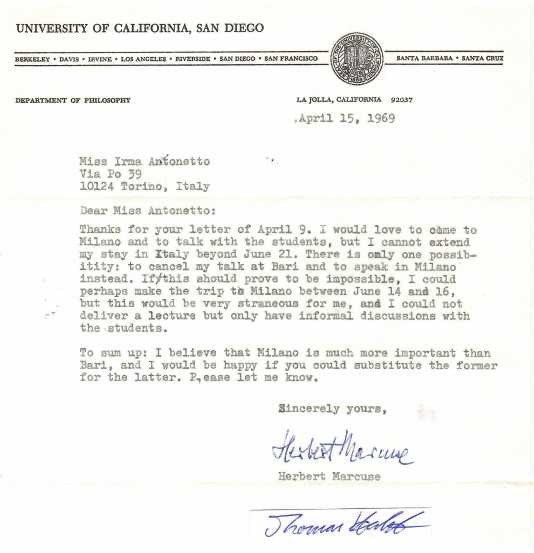 UNIVERSITY OF CALIFORNIA, SAN DIEGO
BERKELEY • DAVIS • IRVINE • LOS ANGELES • RIVERSIDE • SAN DIEGO • SAN FRANCISCO SANTA BARBARA • SANTA CRUZ
DEPARTMENT OF PHILOSOPHY LA JOLLA, CALIFORNIA 92037
April 15, 1969
Miss Irma Antonetto
Via Po 39
10124 Torino, Italy
Dear Miss Antonetto:
Thanks for your letter of April 9. I would love to come to
Milano and to talk with the students, but I cannot extend
my stay in Italy beyond June 21. There is only one possib-
itity: to cancel my talk at Bari and to speak in Milano
instead. If/this should prove to be impossible, I could
perhaps make the trip to Milano between June 14 and 16,
but this would be very straneous for me, and I could not
deliver a lecture but only have informal discussions with
the students.
To sum up: I believe that Milano is much more important than
Bari, and I would be happy if you could substitute the former
for the latter. P,ease let me know.
Sincerely yours,
Herbert Marcuse
Herbert Marcuse
Thomas